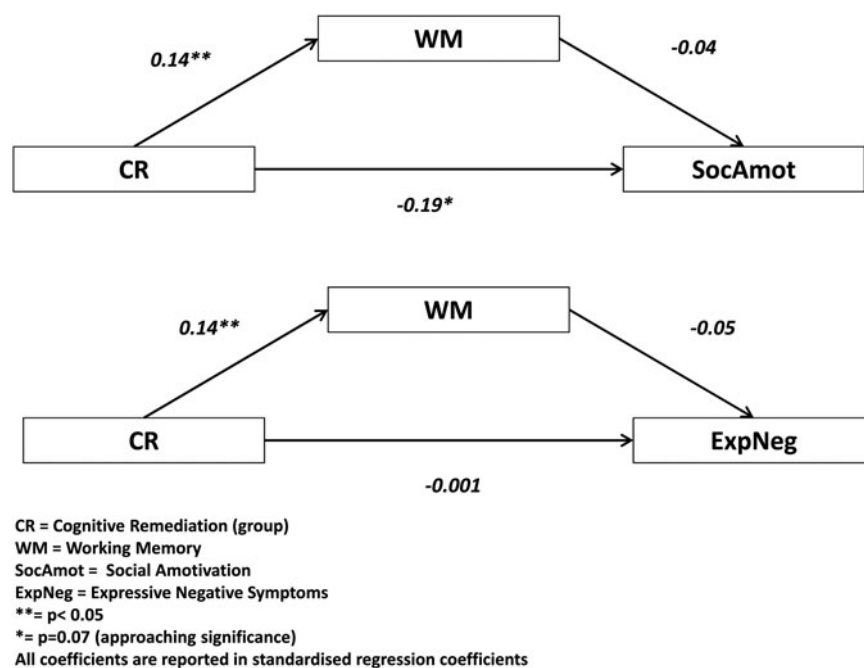 WM
0.14**
-0.04
CR
SocAmot
-0.19*
WM
0.14**
-0.05
CR
ExpNeg
-0.001
CR = Cognitive Remediation (group)
WM = Working Memory
SocAmot = Social Amotivation
ExpNeg = Expressive Negative Symptoms
**= p< 0.05
*= p=0.07 (approaching significance)
All coefficients are reported in standardised regression coefficients